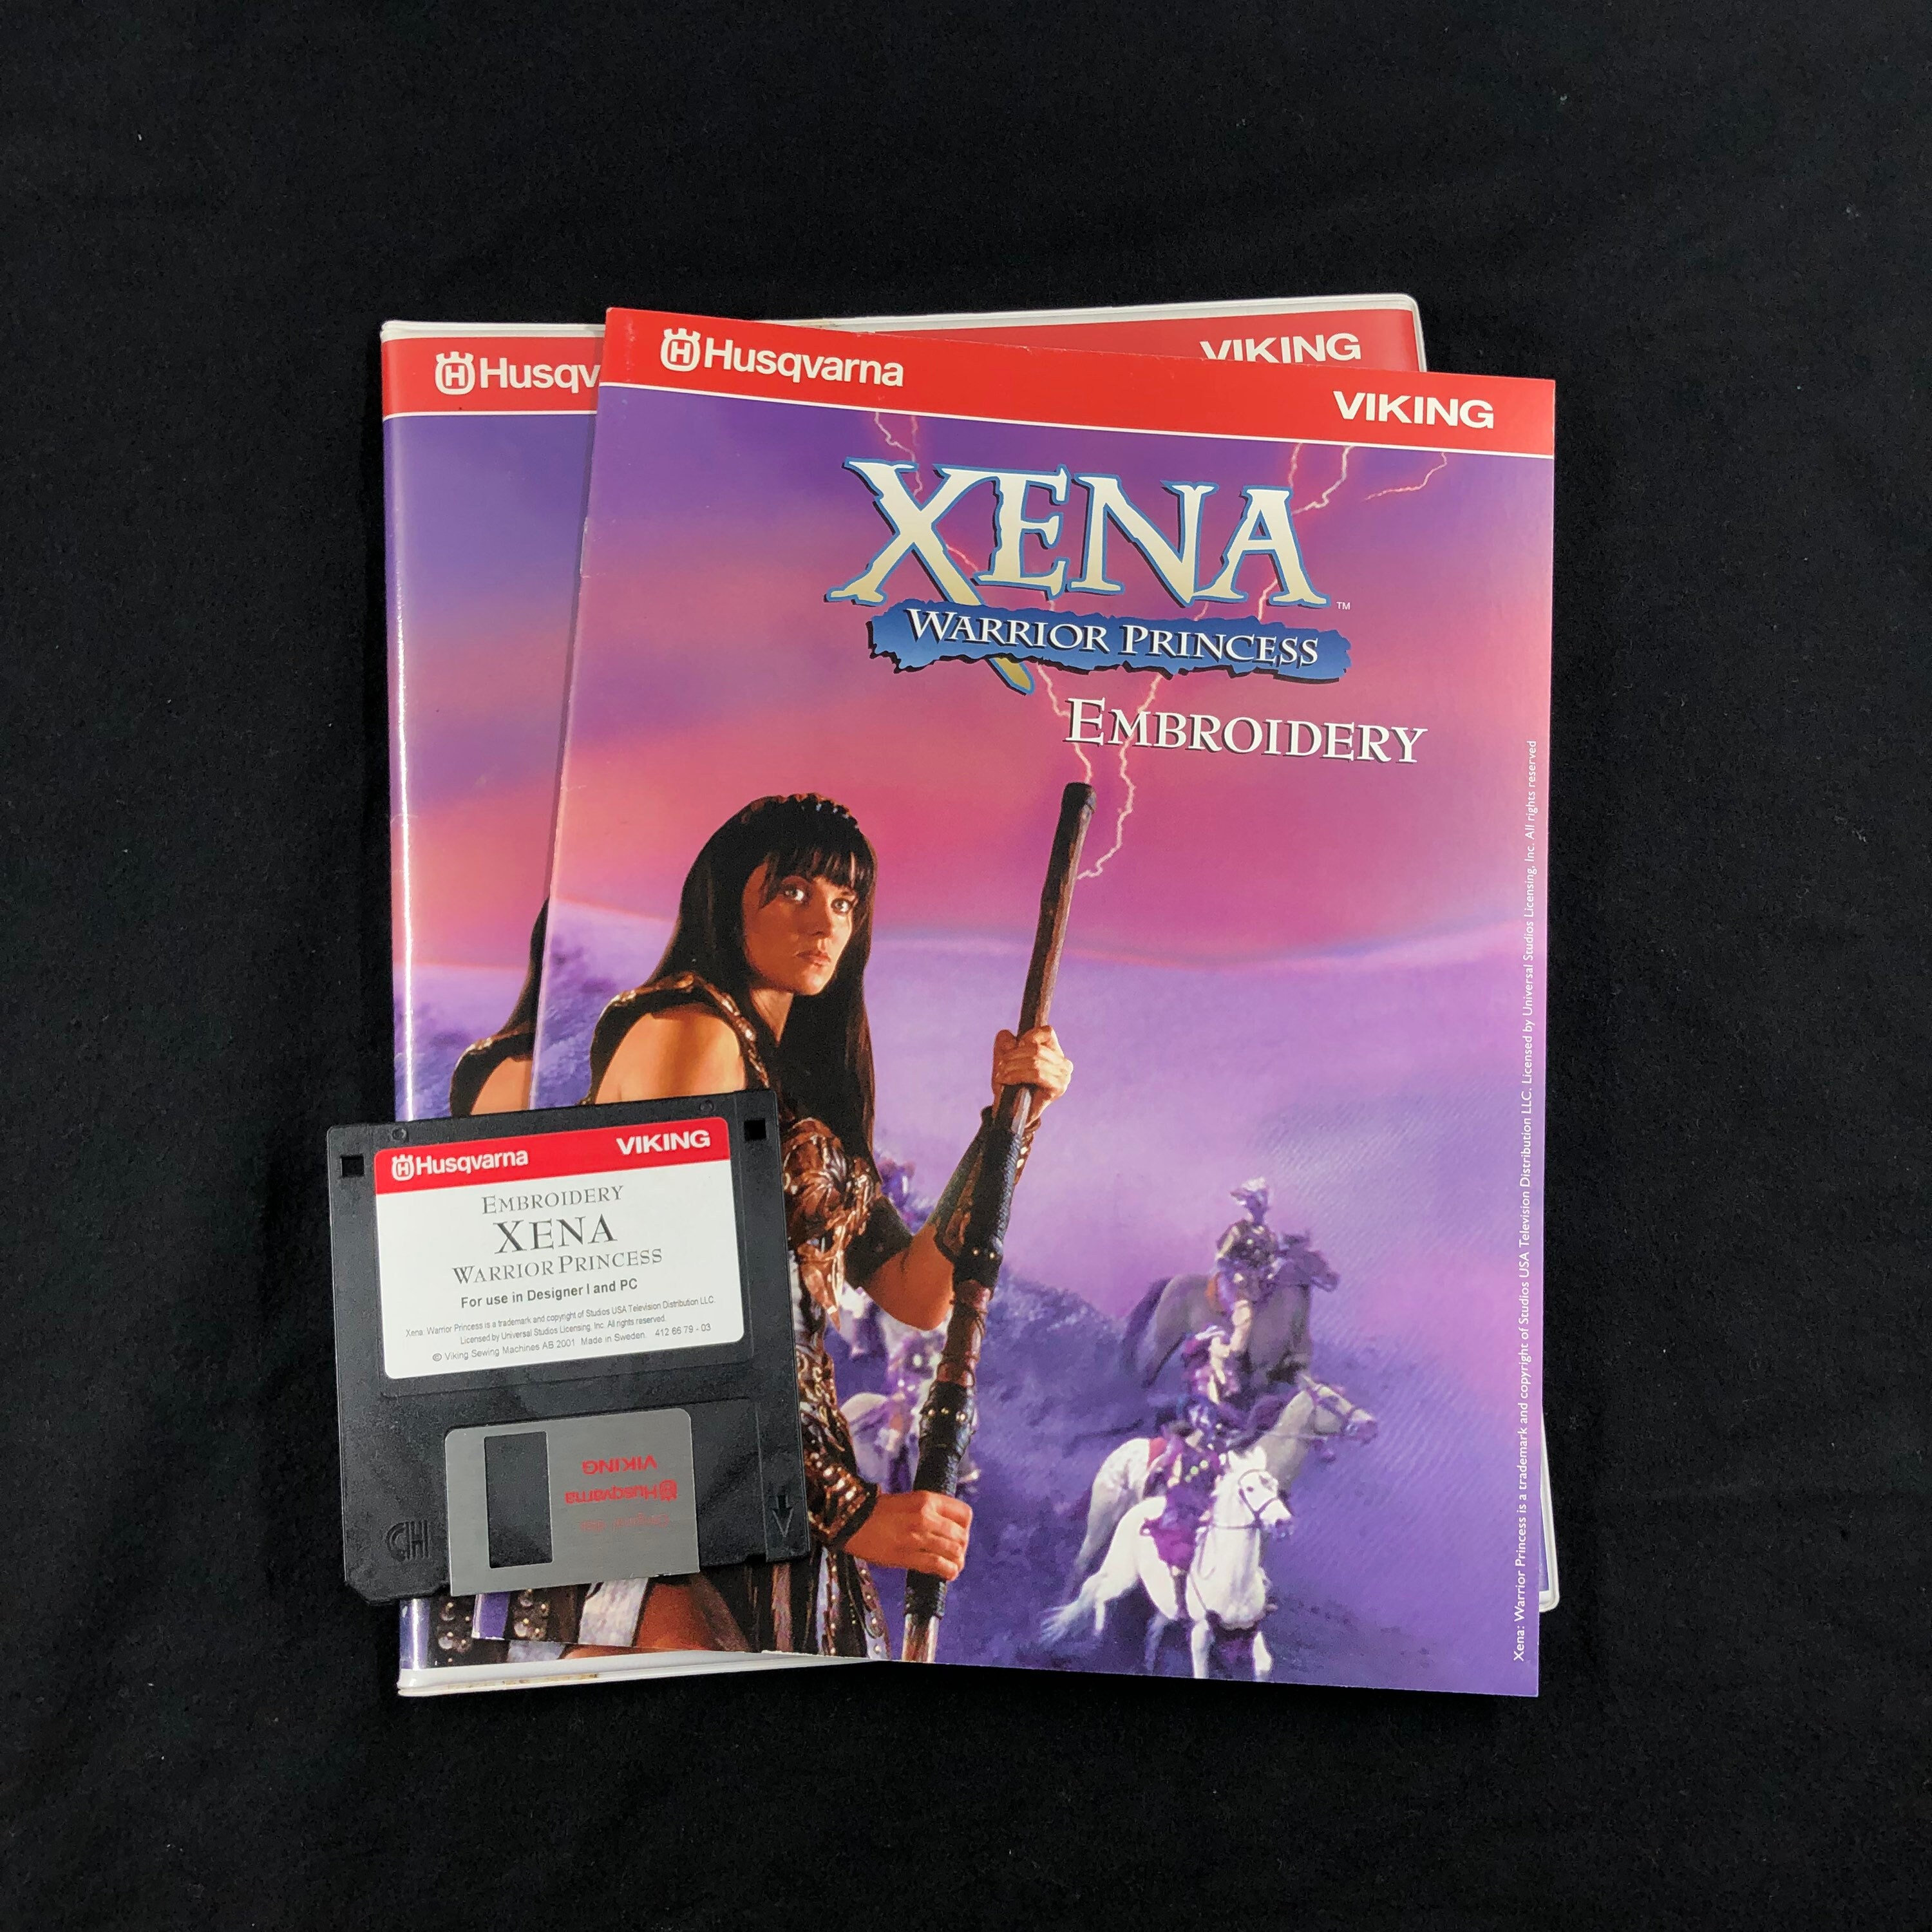 Husqv
VIKING
Husqvarna
VIKING
XENA
™
WARRIOR PRINCESS
EMBROIDERY
Xena: Warrior Princess is a trademark and copyright of Studios USA Television Distribution LLC. Licensed by Universal Studios Licensing, Inc. All rights reserved
Husqvarna
VIKING
EMBROIDERY
XENA
WARRIOR PRINCESS
For use in Designer I and PC
Xena: Warrior Princess is a trademark and copyright of Studios USA Television Distribution LLC
Licensed by Universal Studios Licensing, Inc. All rights reserved.
© Viking Sewing Machines AB 2001 Made in Sweden. 412 66 79 - 03
VIKING
Husqvarna